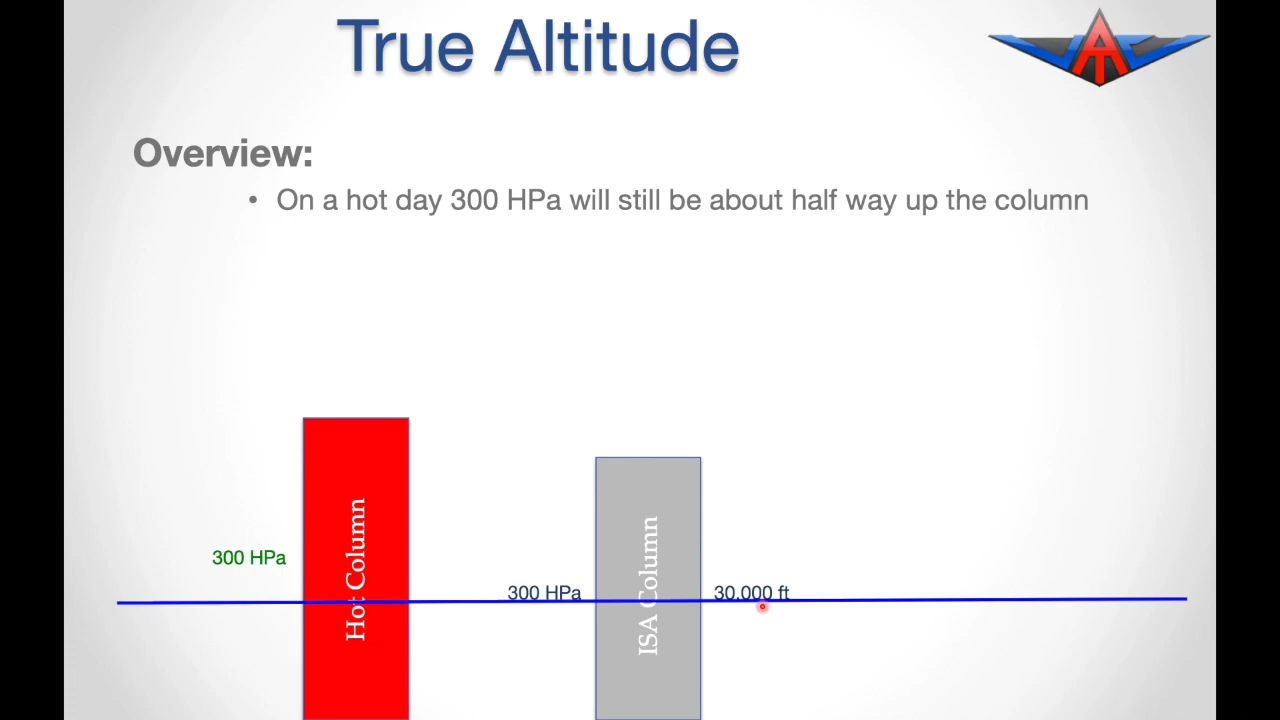 True Altitude
Overview:
• On a hot day 300 HPa will still be about half way up the column
Hot Column
ISA Column
300 HPa
300 HPa
30,000 ft